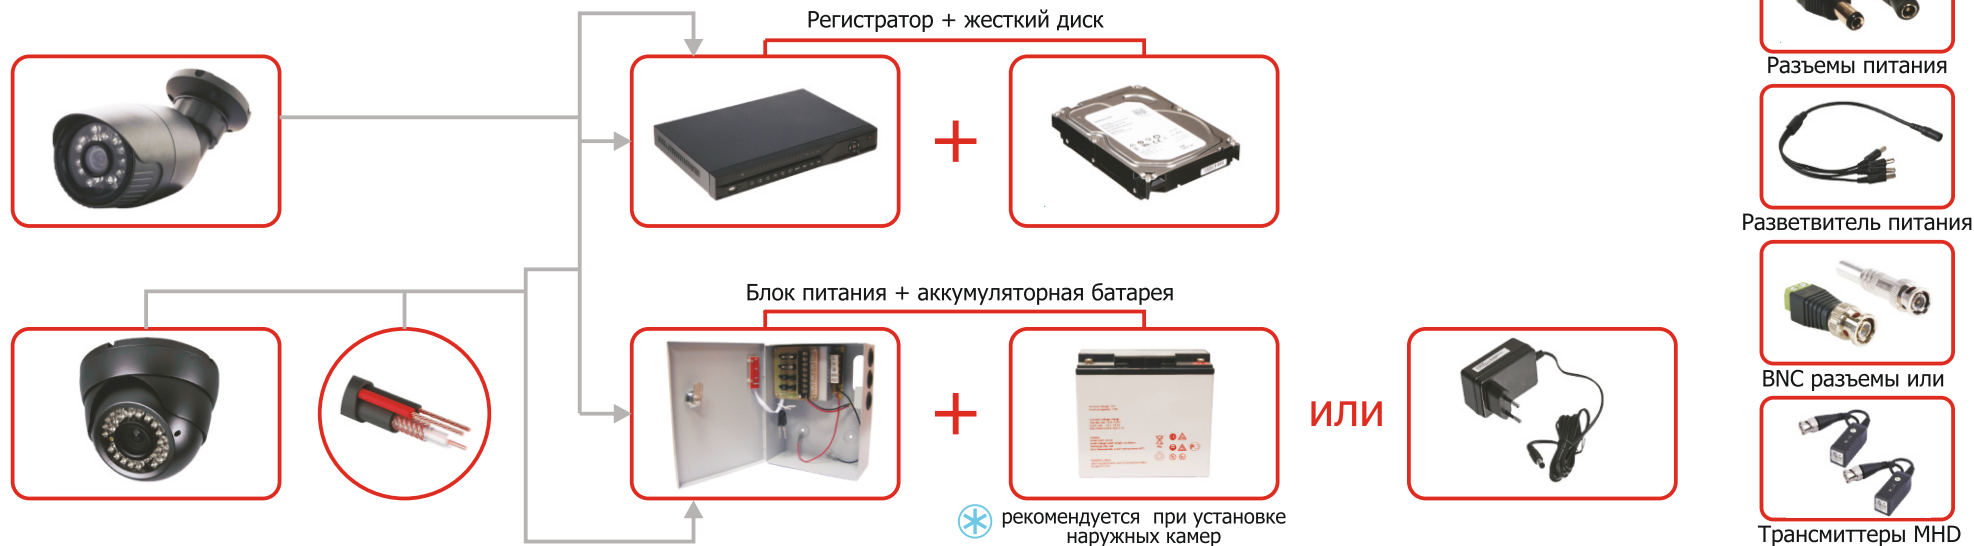 Регистратор + жесткий диск
Разъемы питания
Разветвитель питания
Блок питания + аккумуляторная батарея
или
BNC разъемы или
рекомендуется при установке
наружных камер
Трансмиттеры MHD